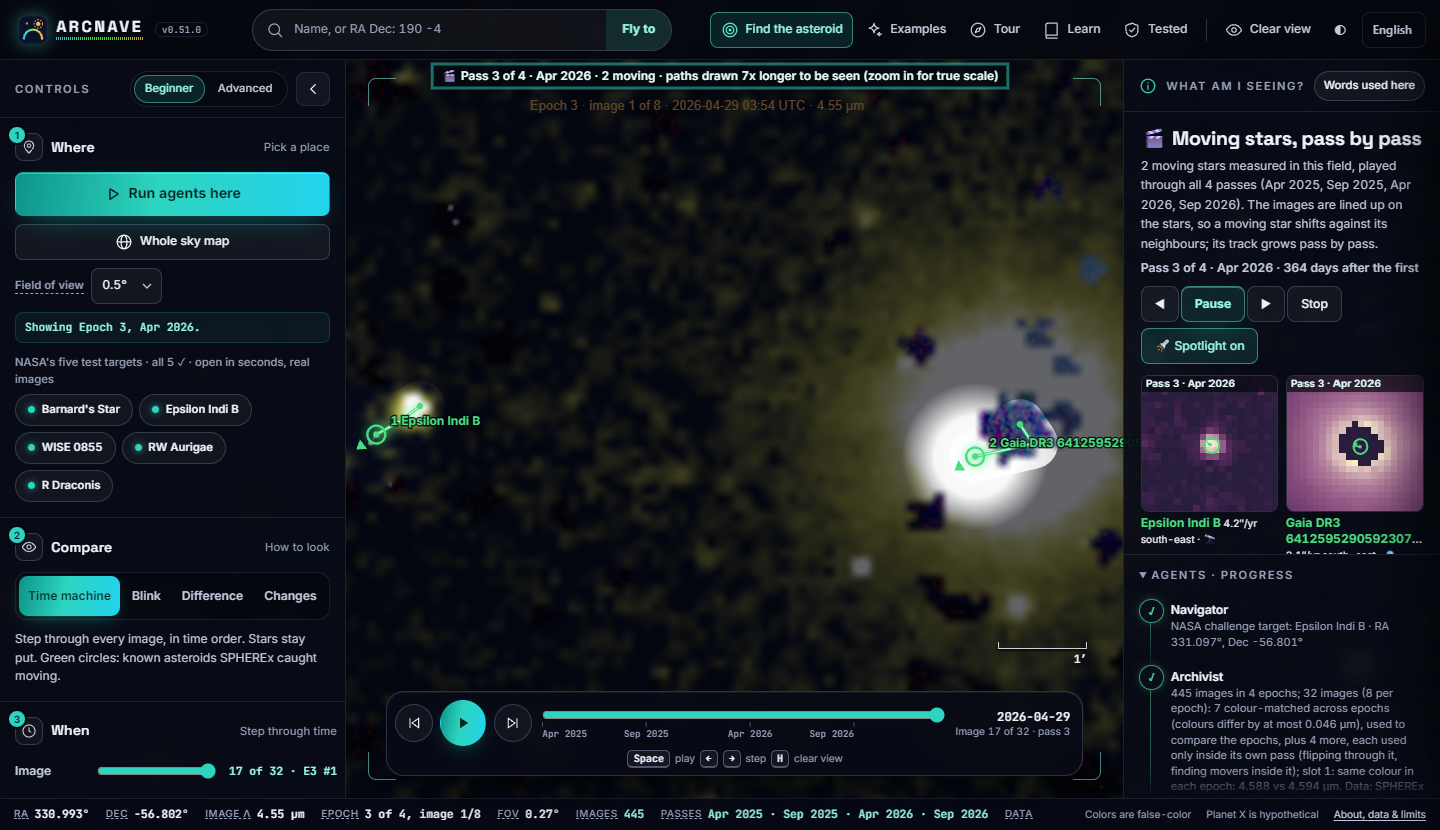 ARCNAVE
v0.51.0
Name, or RA Dec: 190 -4
Fly to
Find the asteroid
Examples
Tour
Learn
Tested
Clear view
English
CONTROLS
Beginner
Advanced
1
Where
Pick a place
Run agents here
Whole sky map
Field of view
0.5°
Showing Epoch 3, Apr 2026.
NASA's five test targets · all 5 ✓ · open in seconds, real
images
Barnard's Star
Epsilon Indi B
WISE 0855
RW Aurigae
R Draconis
2
Compare
How to look
Time machine
Blink
Difference
Changes
Step through every image, in time order. Stars stay
put. Green circles: known asteroids SPHEREx caught
moving.
3
When
Step through time
Image
17 of 32 · E3 #1
Pass 3 of 4 · Apr 2026 · 2 moving · paths drawn 7x longer to be seen (zoom in for true scale)
Epoch 3 · image 1 of 8 · 2026-04-29 03:54 UTC · 4.55 µm
1 Epsilon Indi B
2 Gaia DR3 641259529
1′
Apr 2025
Sep 2025
Apr 2026
Sep 2026
2026-04-29
Image 17 of 32 · pass 3
Space play ← → step H clear view
WHAT AM I SEEING?
Words used here
Moving stars, pass by pass
2 moving stars measured in this field, played
through all 4 passes (Apr 2025, Sep 2025, Apr
2026, Sep 2026). The images are lined up on
the stars, so a moving star shifts against its
neighbours; its track grows pass by pass.
Pass 3 of 4 · Apr 2026 · 364 days after the first
Pause
Stop
Spotlight on
Pass 3 · Apr 2026
Pass 3 · Apr 2026
Epsilon Indi B 4.2"/yr
south-east ·
Gaia DR3
6412595290592307…
AGENTS · PROGRESS
Navigator
NASA challenge target: Epsilon Indi B · RA
331.097°, Dec -56.801°
Archivist
445 images in 4 epochs; 32 images (8 per
epoch): 7 colour-matched across epochs
(colours differ by at most 0.046 µm), used to
compare the epochs, plus 4 more, each used
only inside its own pass (flipping through it,
finding movers inside it); slot 1: same colour in
each epoch: 4.588 vs 4.594 µm. Data: SPHEREx
RA 330.993°
DEC -56.802°
IMAGE Λ 4.55 µm
EPOCH 3 of 4, image 1/8
FOV 0.27°
IMAGES 445
PASSES Apr 2025 · Sep 2025 · Apr 2026 · Sep 2026
DATA
Colors are false-color
Planet X is hypothetical
About, data & limits